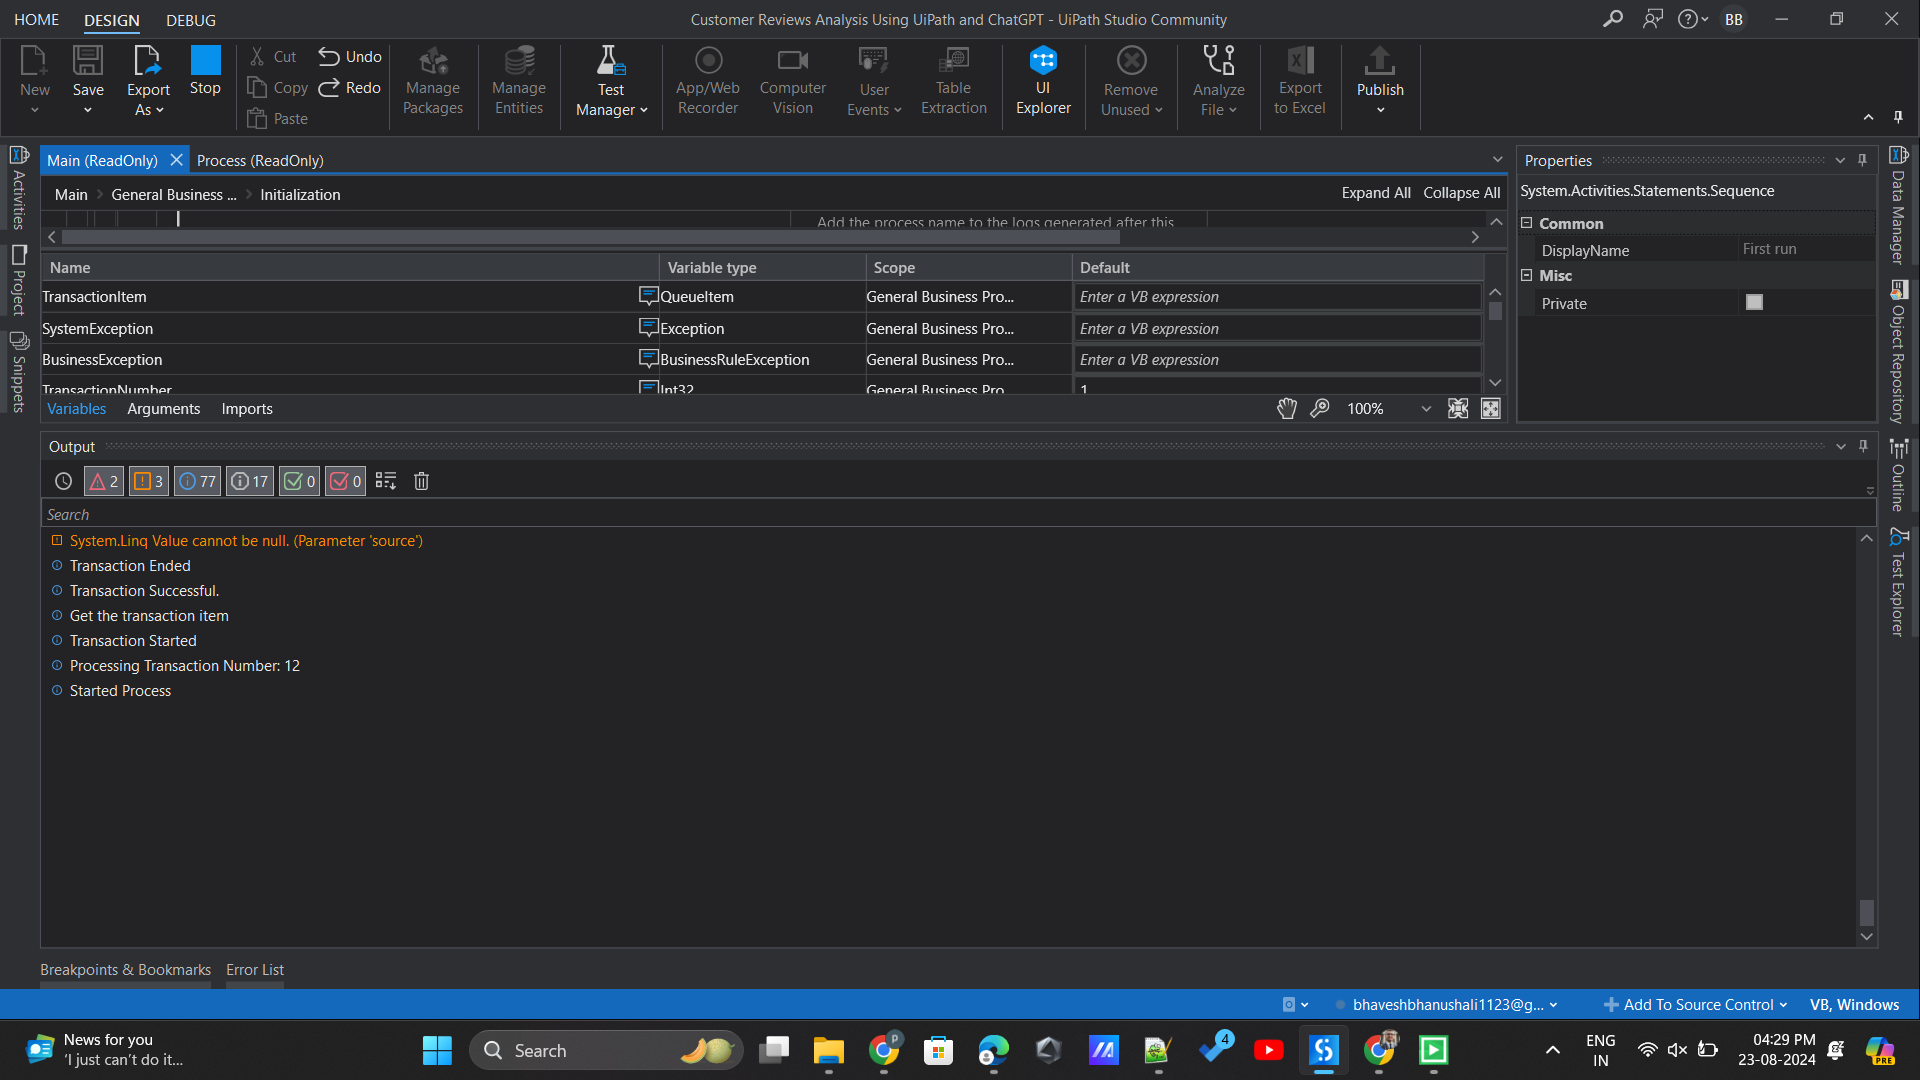 HOME DESIGN DEBUG Customer Reviews Analysis Using UiPath and ChatGPT - UiPath Studio Community BB
New Save Export As Stop Cut Copy Paste Undo Redo Manage Packages Manage Entities Test Manager App/Web Recorder Computer Vision User Events Table Extraction UI Explorer Remove Unused Analyze File Export to Excel Publish
Activities
Project
Snippets
Main (ReadOnly) Process (ReadOnly)
Main General Business ... Initialization Expand All Collapse All
Add the process name to the logs generated after this
Name Variable type Scope Default
TransactionItem QueueItem General Business Pro... Enter a VB expression
SystemException Exception General Business Pro... Enter a VB expression
BusinessException BusinessRuleException General Business Pro... Enter a VB expression
TransactionNumber Int32 General Business Pro 1
Variables Arguments Imports 100%
Properties
System.Activities.Statements.Sequence
Common
DisplayName First run
Misc
Private
Data Manager
Object Repository
Outline
Test Explorer
Output
2 3 77 17 0 0
Search
System.Linq Value cannot be null. (Parameter 'source')
Transaction Ended
Transaction Successful.
Get the transaction item
Transaction Started
Processing Transaction Number: 12
Started Process
Breakpoints & Bookmarks Error List
bhaveshbhanushali1123@g... Add To Source Control VB, Windows
News for you
'I just can't do it...
Search
P
4
ENG
IN
04:29 PM
23-08-2024
PRE